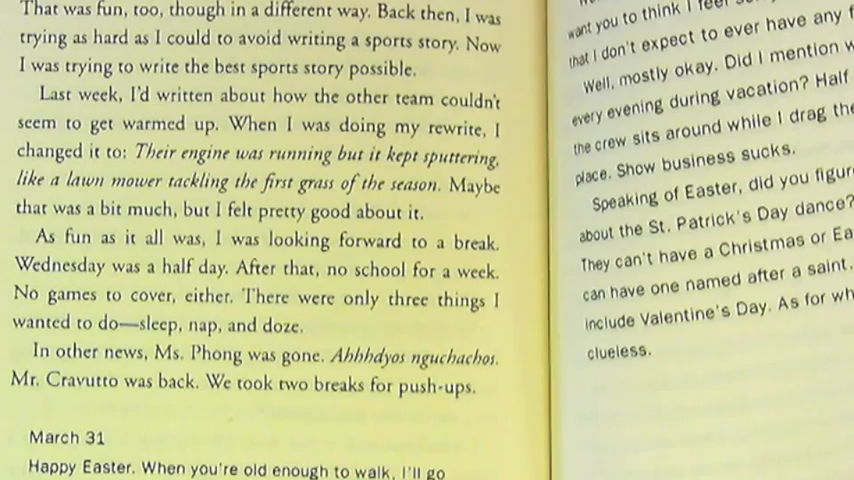 That was fun, too, though in a different way. Back then, I was
trying as hard as I could to avoid writing a sports story. Now
I was trying to write the best sports story possible.
Last week, I'd written about how the other team couldn't
seem to get warmed up. When I was doing my rewrite, I
changed it to: Their engine was running but it kept sputtering,
like a lawn mower tackling the first grass of the season. Maybe
that was a bit much, but I felt pretty good about it.
As fun as it all was, I was looking forward to a break.
Wednesday was a half day. After that, no school for a week.
No games to cover, either. There were only three things I
wanted to do—sleep, nap, and doze.
In other news, Ms. Phong was gone. Ahhhdyos nguchachos.
Mr. Cravutto was back. We took two breaks for push-ups.
March 31
Happy Easter. When you're old enough to walk, I'll go
want you to think I feel
that I don't expect to ever have any
Well, mostly okay. Did I mention
every evening during vacation? Half
the crew sits around while I drag the
place. Show business sucks.
Speaking of Easter, did you figure
about the St. Patrick's Day dance?
They can't have a Christmas or
can have one named after a saint.
include Valentine's Day. As for
clueless.